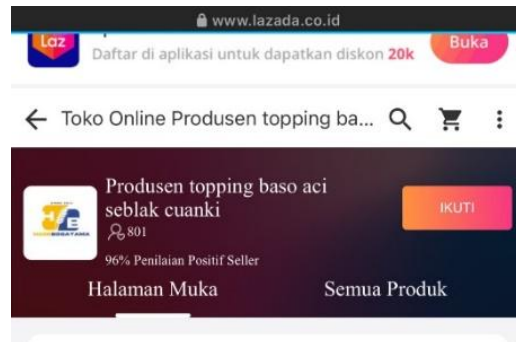 www.lazada.co.id
Laz
Daftar di aplikasi untuk dapatkan diskon 20k
Buka
Toko Online Produsen topping ba...
Produsen topping baso aci
seblak cuanki
801
IKUTI
96% Penilaian Positif Seller
Halaman Muka Semua Produk